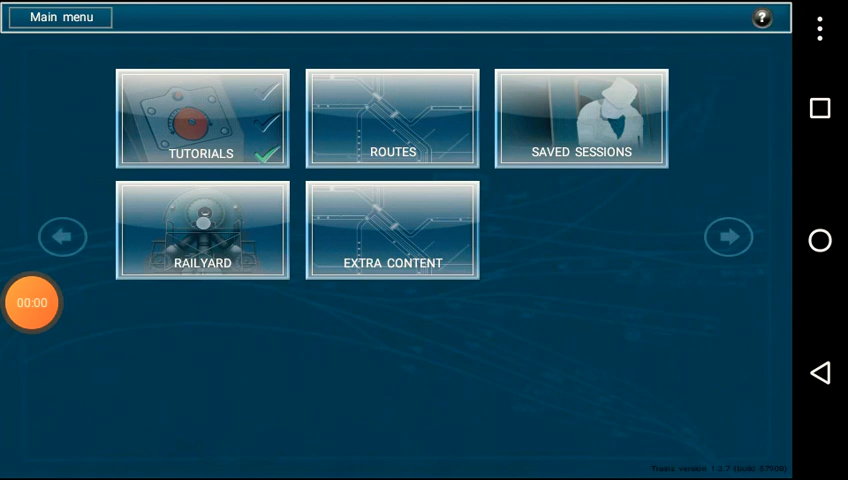 Main menu
?
TUTORIALS
ROUTES
SAVED SESSIONS
RAILYARD
EXTRA CONTENT
00:00